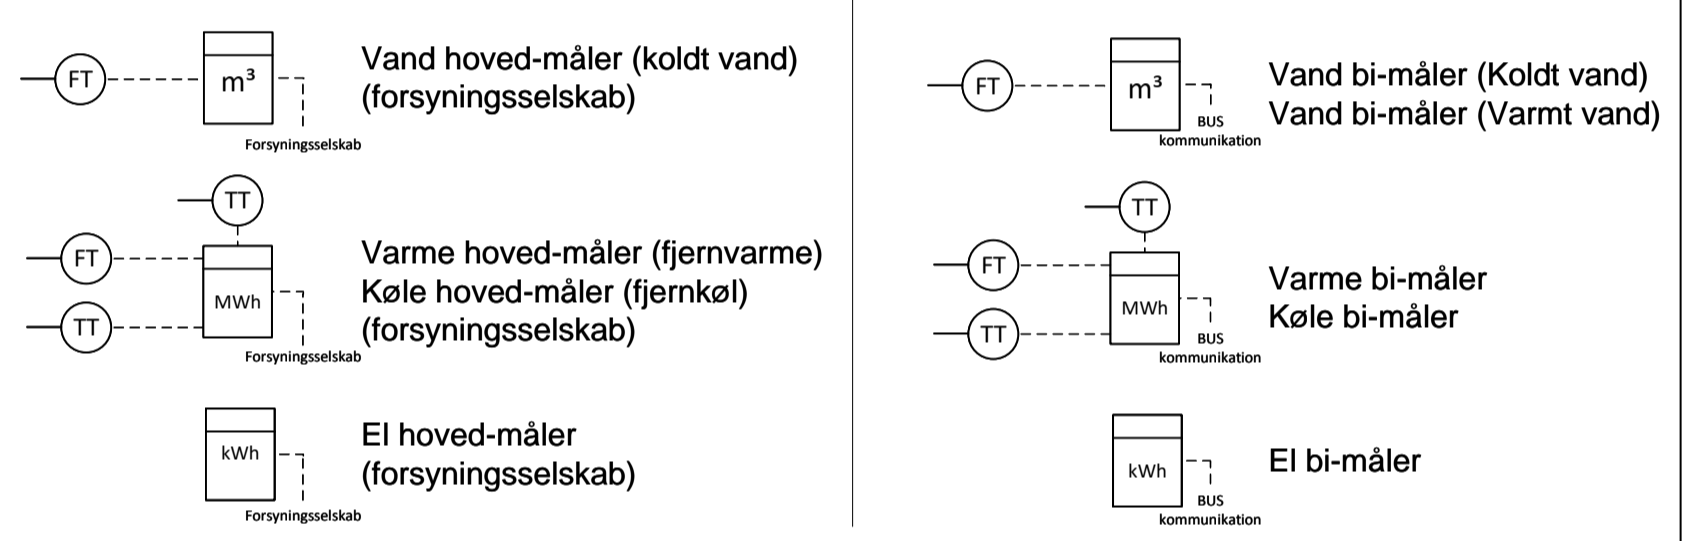 FT
m³
Vand hoved-måler (koldt vand)
(forsyningsselskab)
Forsyningsselskab
TT
FT
TT
MWh
Varme hoved-måler (fjernvarme)
Køle hoved-måler (fjernkøl)
(forsyningsselskab)
Forsyningsselskab
kWh
El hoved-måler
(forsyningsselskab)
Forsyningsselskab
FT
m³
Vand bi-måler (Koldt vand)
Vand bi-måler (Varmt vand)
BUS
kommunikation
TT
FT
TT
MWh
Varme bi-måler
Køle bi-måler
BUS
kommunikation
kWh
El bi-måler
BUS
kommunikation